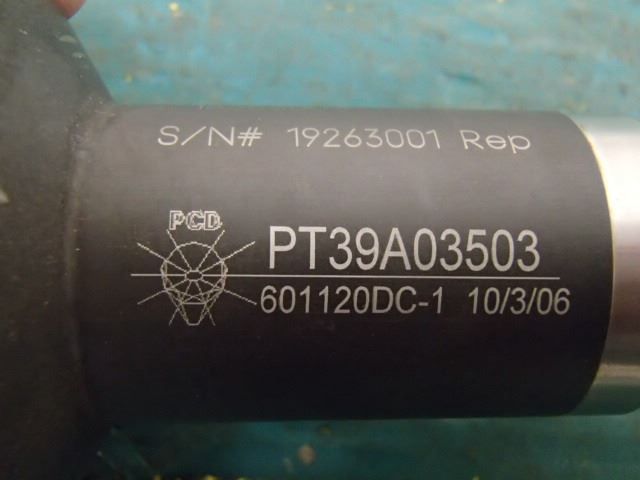 S/N# 19263001 Rep
PCD
PT39A03503
601120DC-1 10/3/06